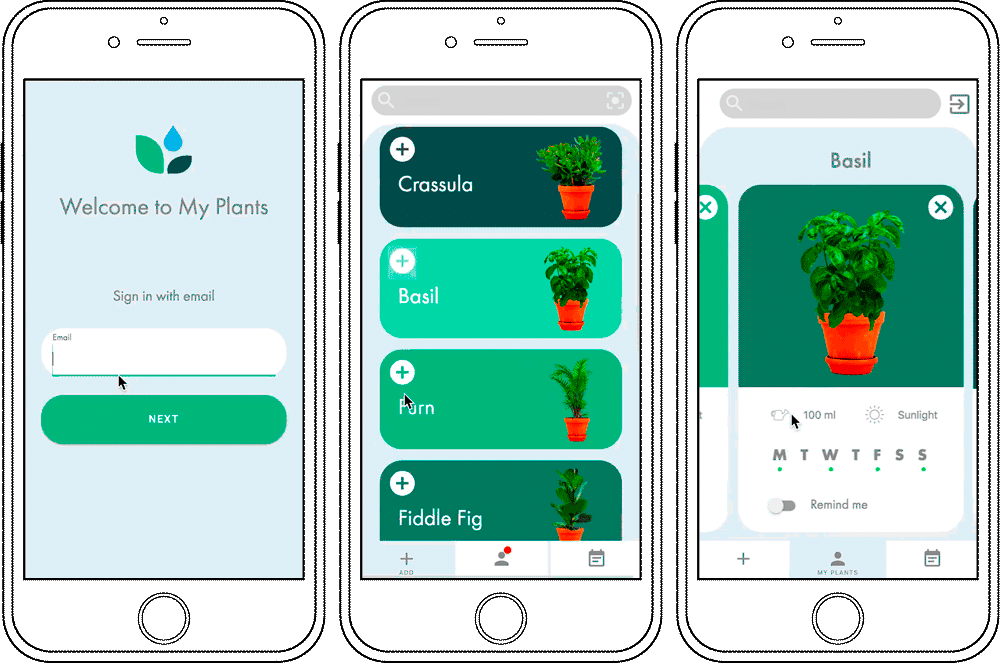 Welcome to My Plants
Sign in with email
Email
NEXT
Crassula
Basil
Furn
Fiddle Fig
ADD
Basil
t
100 ml
Sunlight
M T W T F S S
Remind me
MY PLANTS